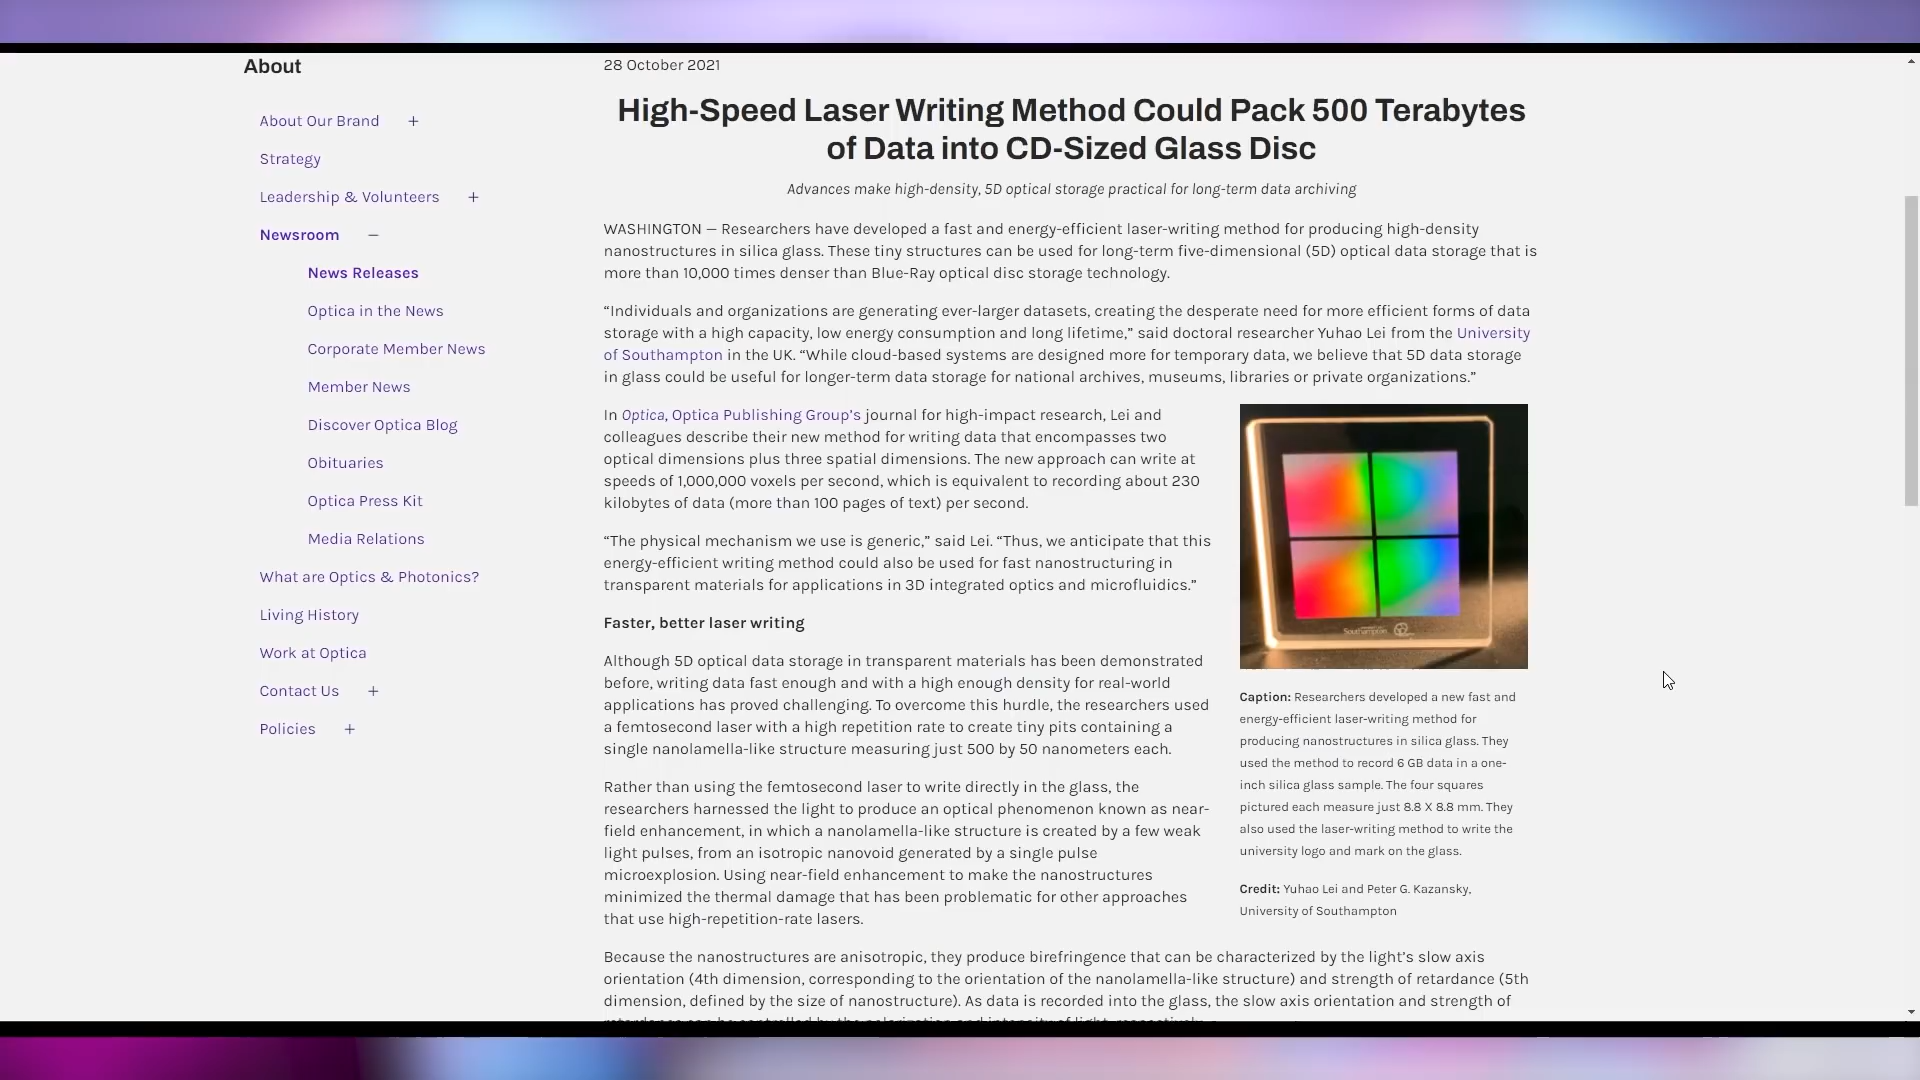 About
About Our Brand +
Strategy
Leadership & Volunteers +
Newsroom –
News Releases
Optica in the News
Corporate Member News
Member News
Discover Optica Blog
Obituaries
Optica Press Kit
Media Relations
What are Optics & Photonics?
Living History
Work at Optica
Contact Us +
Policies +
28 October 2021
High-Speed Laser Writing Method Could Pack 500 Terabytes
of Data into CD-Sized Glass Disc
Advances make high-density, 5D optical storage practical for long-term data archiving
WASHINGTON — Researchers have developed a fast and energy-efficient laser-writing method for producing high-density
nanostructures in silica glass. These tiny structures can be used for long-term five-dimensional (5D) optical data storage that is
more than 10,000 times denser than Blue-Ray optical disc storage technology.
“Individuals and organizations are generating ever-larger datasets, creating the desperate need for more efficient forms of data
storage with a high capacity, low energy consumption and long lifetime,” said doctoral researcher Yuhao Lei from the University
of Southampton in the UK. “While cloud-based systems are designed more for temporary data, we believe that 5D data storage
in glass could be useful for longer-term data storage for national archives, museums, libraries or private organizations.”
In Optica, Optica Publishing Group’s journal for high-impact research, Lei and
colleagues describe their new method for writing data that encompasses two
optical dimensions plus three spatial dimensions. The new approach can write at
speeds of 1,000,000 voxels per second, which is equivalent to recording about 230
kilobytes of data (more than 100 pages of text) per second.
“The physical mechanism we use is generic,” said Lei. “Thus, we anticipate that this
energy-efficient writing method could also be used for fast nanostructuring in
transparent materials for applications in 3D integrated optics and microfluidics.”
Faster, better laser writing
Although 5D optical data storage in transparent materials has been demonstrated
before, writing data fast enough and with a high enough density for real-world
applications has proved challenging. To overcome this hurdle, the researchers used
a femtosecond laser with a high repetition rate to create tiny pits containing a
single nanolamella-like structure measuring just 500 by 50 nanometers each.
Rather than using the femtosecond laser to write directly in the glass, the
researchers harnessed the light to produce an optical phenomenon known as near-
field enhancement, in which a nanolamella-like structure is created by a few weak
light pulses, from an isotropic nanovoid generated by a single pulse
microexplosion. Using near-field enhancement to make the nanostructures
minimized the thermal damage that has been problematic for other approaches
that use high-repetition-rate lasers.
Southampton
Caption: Researchers developed a new fast and
energy-efficient laser-writing method for
producing nanostructures in silica glass. They
used the method to record 6 GB data in a one-
inch silica glass sample. The four squares
pictured each measure just 8.8 X 8.8 mm. They
also used the laser-writing method to write the
university logo and mark on the glass.
Credit: Yuhao Lei and Peter G. Kazansky,
University of Southampton
Because the nanostructures are anisotropic, they produce birefringence that can be characterized by the light’s slow axis
orientation (4th dimension, corresponding to the orientation of the nanolamella-like structure) and strength of retardance (5th
dimension, defined by the size of nanostructure). As data is recorded into the glass, the slow axis orientation and strength of